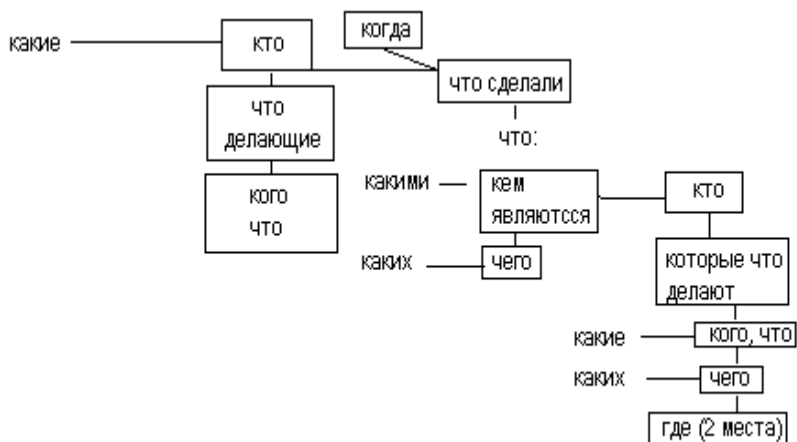 какие
кто
когда
что
делающие
что сделали
что:
кого
что
какими
кем
являютсся
кто
каких
чего
которые что
делают
какие
кого, что
каких
чего
где (2 места)